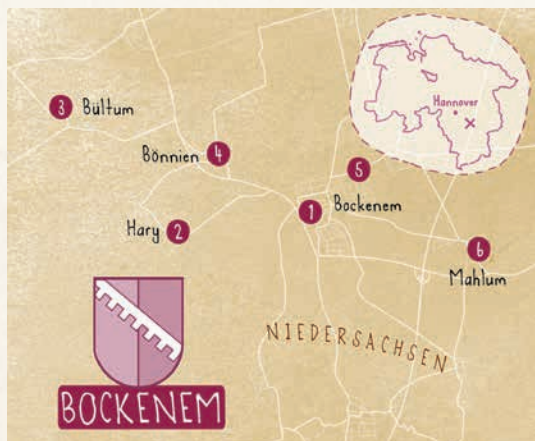 Hannover
3 Bültum
4
Bönnien
5
1 Bockenem
Hary 2
6
Mahlum
NIEDERSACHSEN
BOCKENEM